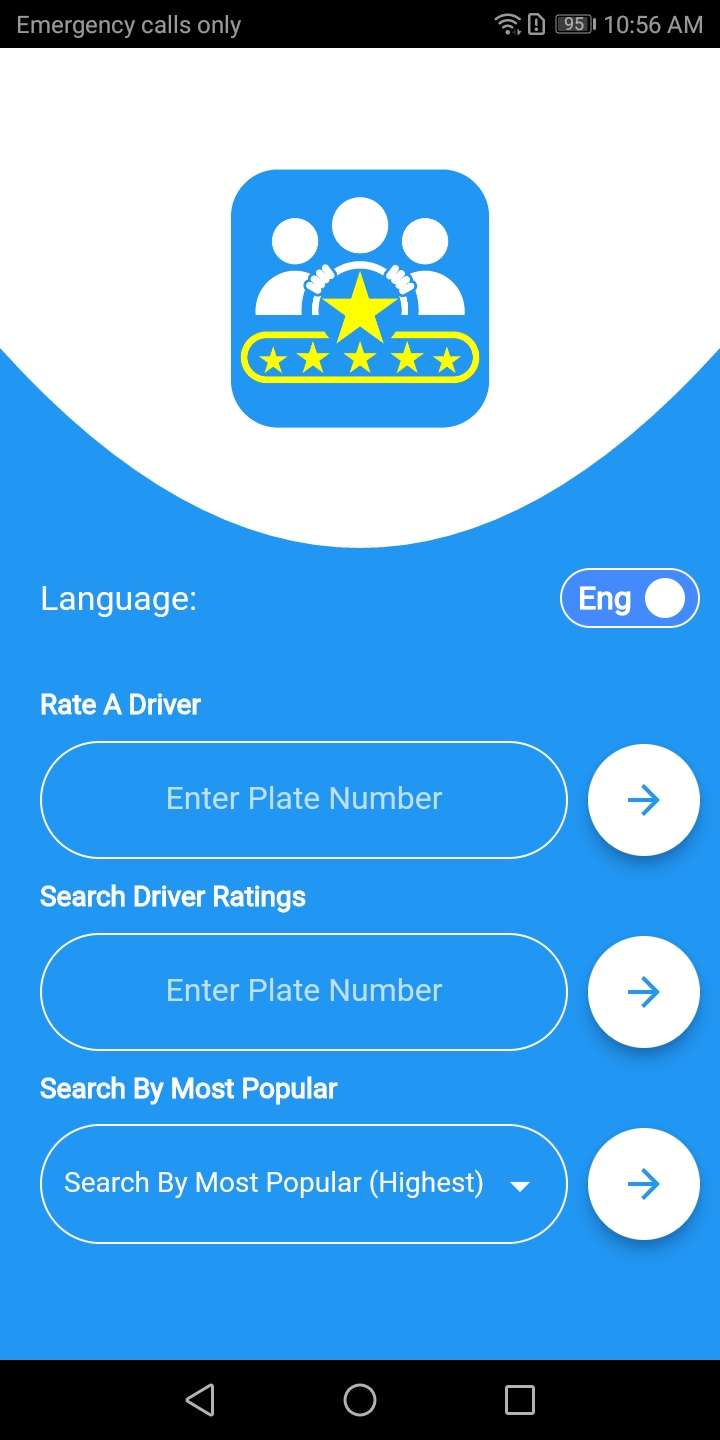 Emergency calls only 95 10:56 AM
Language: Eng
Rate A Driver
Enter Plate Number
Search Driver Ratings
Enter Plate Number
Search By Most Popular
Search By Most Popular (Highest)